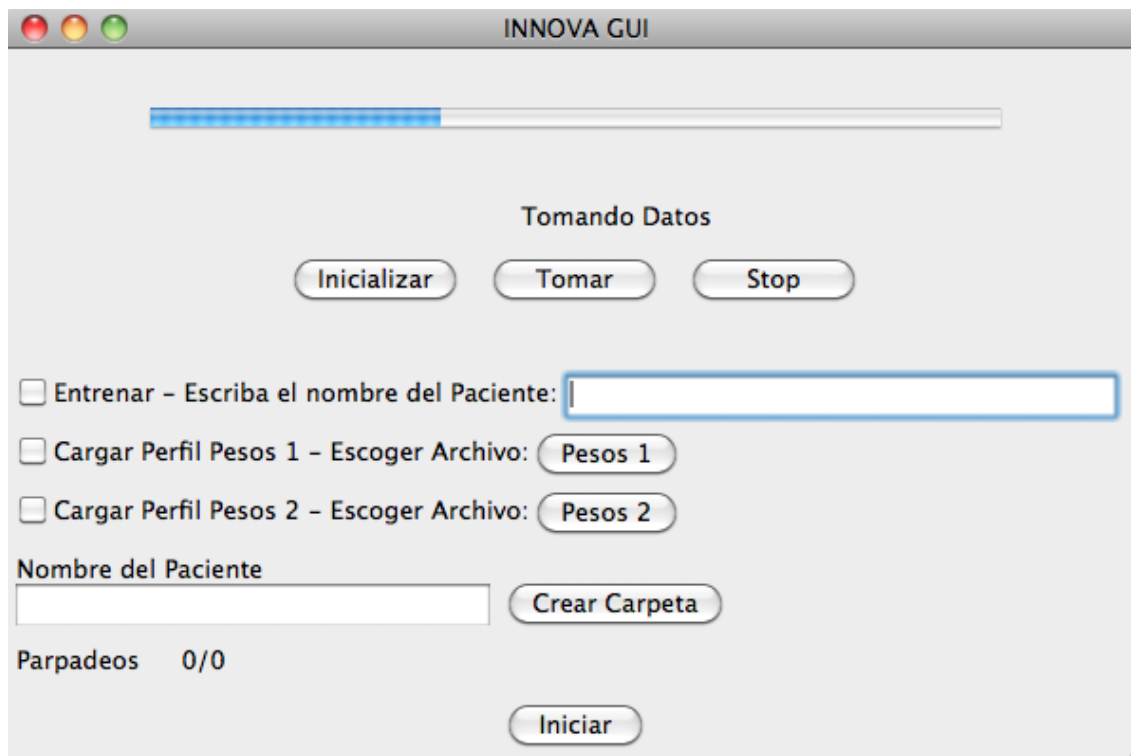 INNOVA GUI
Tomando Datos
Inicializar Tomar Stop
Entrenar – Escriba el nombre del Paciente:
Cargar Perfil Pesos 1 – Escoger Archivo: Pesos 1
Cargar Perfil Pesos 2 – Escoger Archivo: Pesos 2
Nombre del Paciente
Crear Carpeta
Parpadeos 0/0
Iniciar